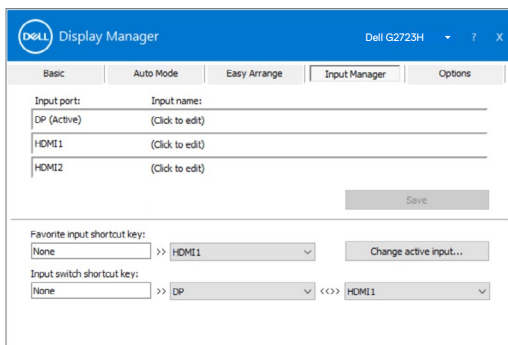 DELL Display Manager Dell G2723H ? X
Basic Auto Mode Easy Arrange Input Manager Options
Input port: Input name:
DP (Active) (Click to edit)
HDMI1 (Click to edit)
HDMI2 (Click to edit)
Save
Favorite input shortcut key:
None >> HDMI1 Change active input...
Input switch shortcut key:
None >> DP <<>> HDMI1